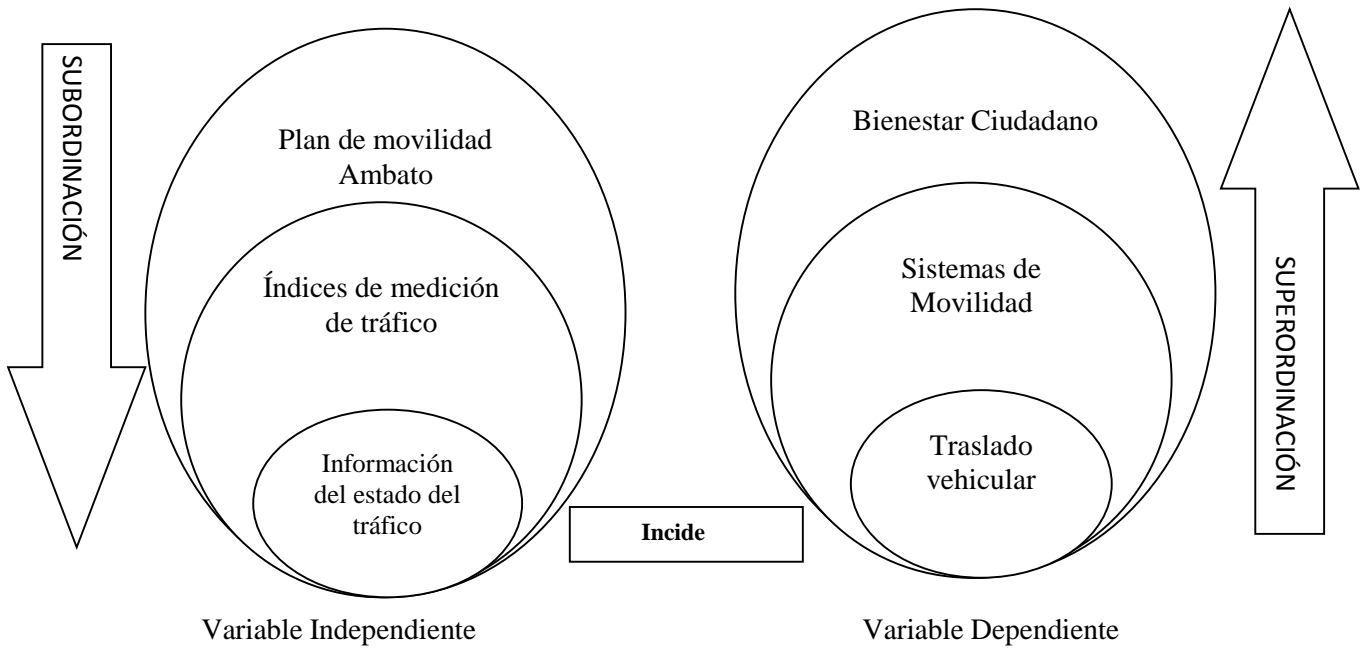 SUBORDINACIÓN
Plan de movilidad
Ambato
Índices de medición
de tráfico
Información
del estado del
tráfico
Incide
Bienestar Ciudadano
Sistemas de
Movilidad
Traslado
vehicular
SUPERORDINACIÓN
Variable Independiente
Variable Dependiente